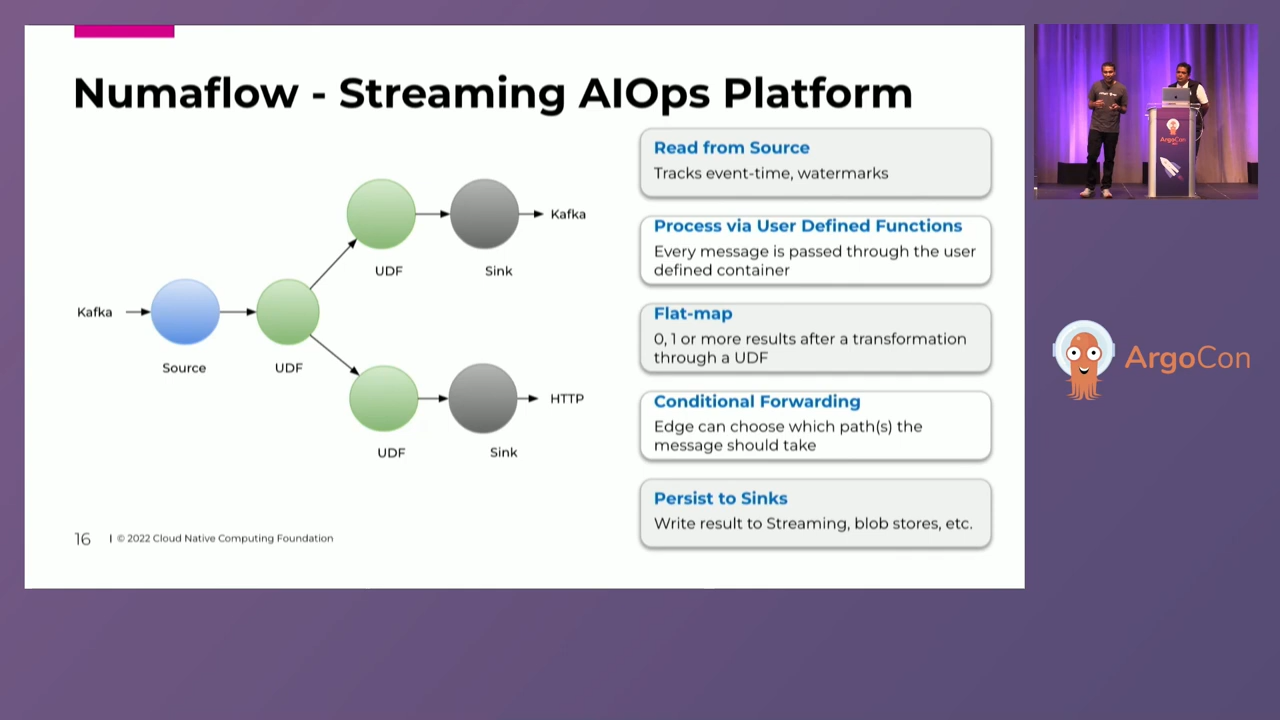 Numaflow - Streaming AIOps Platform
Kafka
Source
UDF
UDF
Sink
Kafka
UDF
Sink
HTTP
Read from Source
Tracks event-time, watermarks
Process via User Defined Functions
Every message is passed through the user
defined container
Flat-map
0, 1 or more results after a transformation
through a UDF
Conditional Forwarding
Edge can choose which path(s) the
message should take
Persist to Sinks
Write result to Streaming, blob stores, etc.
16 | © 2022 Cloud Native Computing Foundation
ArgoCon
ArgoCon